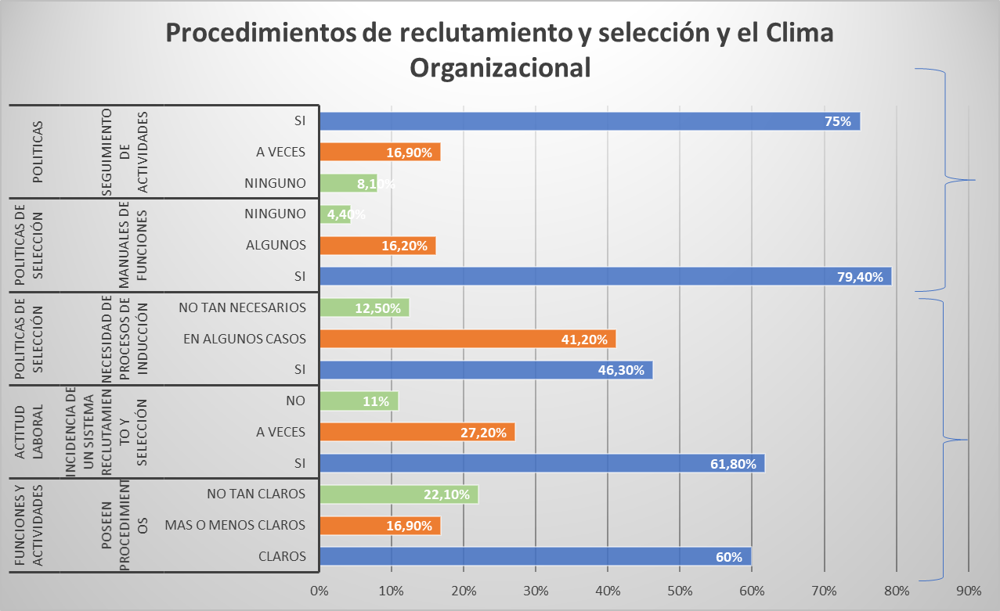 Procedimientos de reclutamiento y selección y el Clima
Organizacional
POLITICAS
SEGUIMIENTO
DE
ACTIVIDADES
SI
75%
A VECES
16,90%
NINGUNO
8,10%
POLITICAS DE
SELECCIÓN
MANUALES DE
FUNCIONES
NINGUNO
4,40%
ALGUNOS
16,20%
SI
79,40%
POLITICAS DE
SELECCIÓN
NECESIDAD DE
PROCESOS DE
INDUCCIÓN
NO TAN NECESARIOS
12,50%
EN ALGUNOS CASOS
41,20%
SI
46,30%
ACTITUD
LABORAL
INCIDENCIA DE
UN SISTEMA
RECLUTAMIEN
TO Y
SELECCIÓN
NO
11%
A VECES
27,20%
SI
61,80%
FUNCIONES Y
ACTIVIDADES
POSEEN
PROCEDIMIENT
OS
NO TAN CLAROS
22,10%
MAS O MENOS CLAROS
16,90%
CLAROS
60%
0% 10% 20% 30% 40% 50% 60% 70% 80% 90%